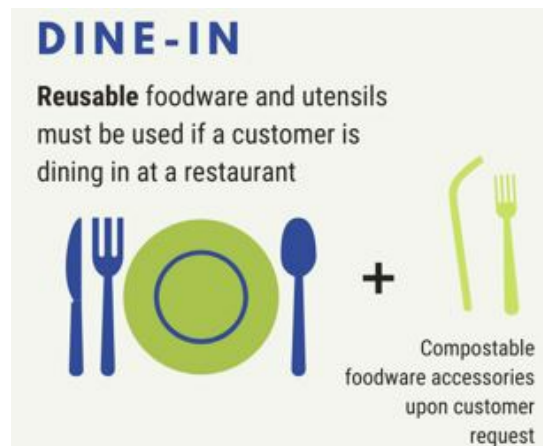 DINE-IN
Reusable foodware and utensils
must be used if a customer is
dining in at a restaurant
+
Compostable
foodware accessories
upon customer
request